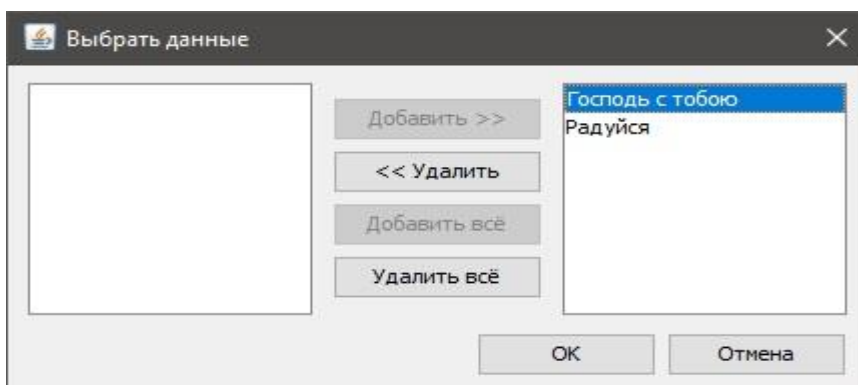 Выбрать данные
Добавить >>
<< Удалить
Добавить всё
Удалить всё
Господь с тобою
Радуйся
OK
Отмена